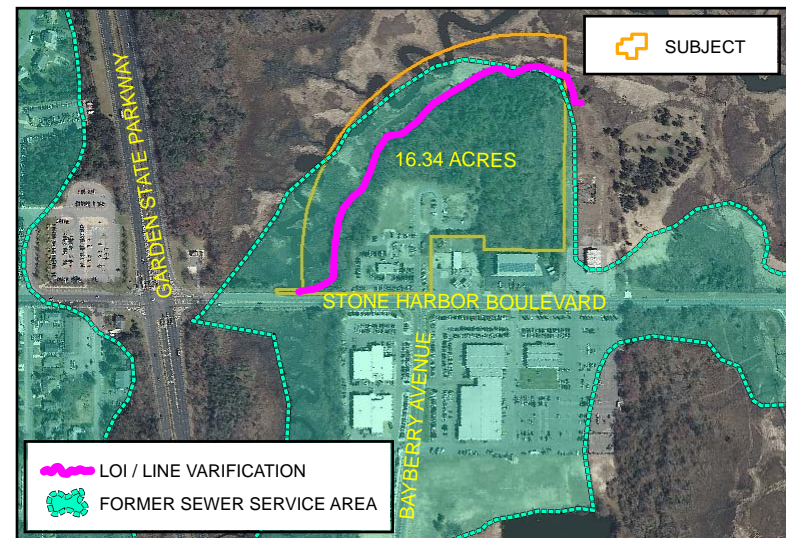 SUBJECT
GARDEN STATE PARKWAY
16.34 ACRES
STONE HARBOR BOULEVARD
BAYBERRY AVENUE
LOI / LINE VARIFICATION
FORMER SEWER SERVICE AREA